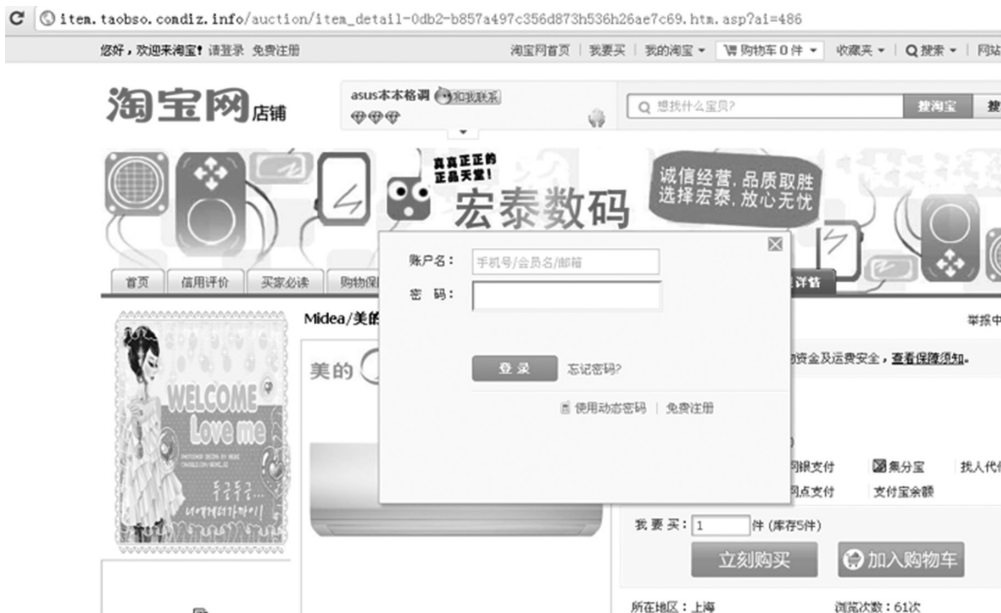 item.taobso.comdiz.info/auction/item_detail-0db2-b857a497c356d873h536h26ae7c69.htm.asp?ai=486
您好，欢迎来淘宝！ 请登录 免费注册 淘宝网首页 我要买 我的淘宝 购物车0件 收藏夹 搜索 网站
淘宝网店铺
asus本本格调 和我联系
想找什么宝贝? 搜淘宝 搜
真真正正的
正品天堂！
宏泰数码
诚信经营，品质取胜
选择宏泰，放心无忧
首页 信用评价 买家必读 购物保 详情
账户名： 手机号/会员名/邮箱
密 码：
登 录 忘记密码?
使用动态密码 免费注册
Midea/美的 举报中
WELCOME
Love me
美的
资金及运费安全，查看保障须知。
网银支付 集分宝 找人代付
网点支付 支付宝余额
我要买： 1 件 (库存5件)
立刻购买 加入购物车
所在地区：上海 浏览次数：61次